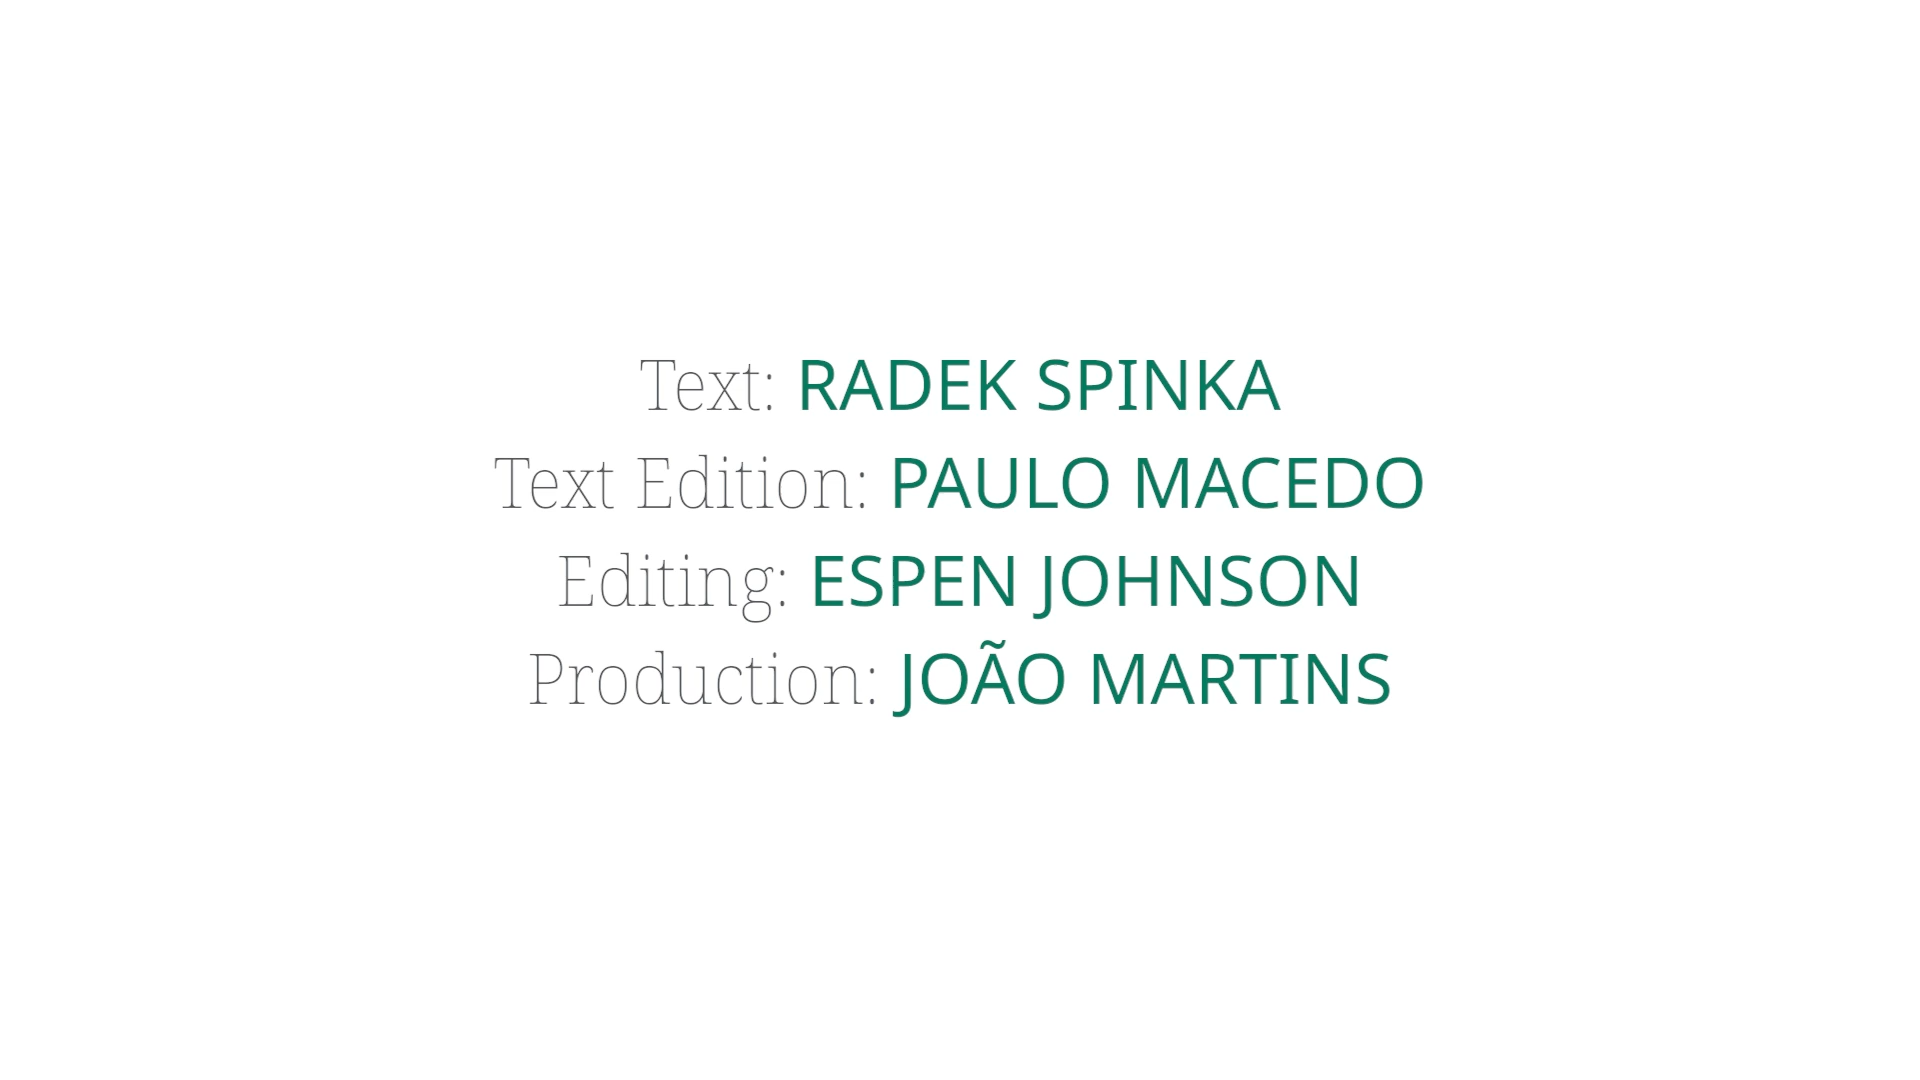 Text: RADEK SPINKA
Text Edition: PAULO MACEDO
Editing: ESPEN JOHNSON
Production: JOÃO MARTINS